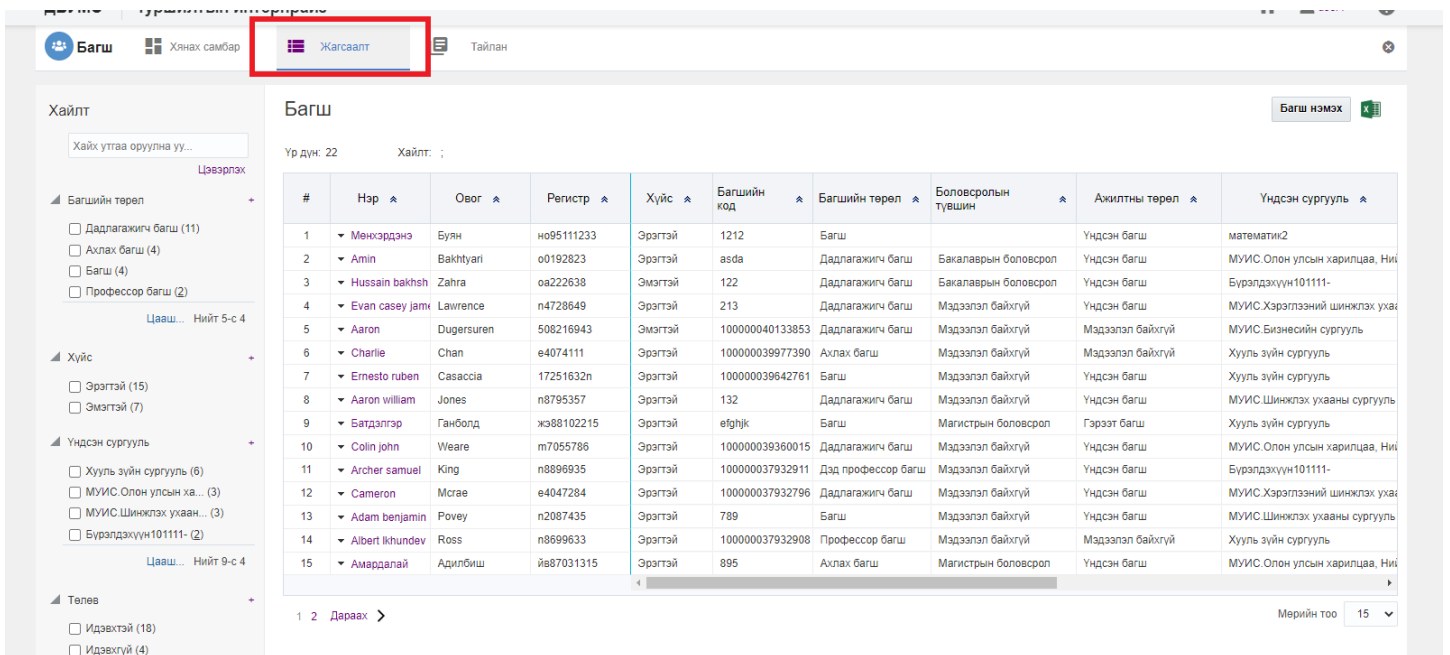 Туршилтын интерпрайс
Багш Хянах самбар Жагсаалт Тайлан
Хайлт
Хайх утгаа оруулна уу...
Цэвэрлэх
Багшийн төрөл +
Дадлагажигч багш (11)
Ахлах багш (4)
Багш (4)
Профессор багш (2)
Цааш... Нийт 5-с 4
Хүйс +
Эрэгтэй (15)
Эмэгтэй (7)
Үндсэн сургууль +
Хууль зүйн сургууль (6)
МУИС.Олон улсын ха... (3)
МУИС.Шинжлэх ухаан... (3)
Бүрэлдэхүүн101111- (2)
Цааш... Нийт 9-с 4
Төлөв +
Идэвхтэй (18)
Идэвхгүй (4)
Багш Багш нэмэх
Үр дүн: 22 Хайлт: ;
# Нэр Овог Регистр Хүйс Багшийн код Багшийн төрөл Боловсролын түвшин Ажилтны төрөл Үндсэн сургууль
1 Мөнхэрдэнэ Буян но95111233 Эрэгтэй 1212 Багш Үндсэн багш математик2
2 Amin Bakhtyari о0192823 Эрэгтэй asda Дадлагажигч багш Бакалаврын боловсрол Үндсэн багш МУИС.Олон улсын харилцаа, Ний
3 Hussain bakhsh Zahra оа222638 Эмэгтэй 122 Дадлагажигч багш Бакалаврын боловсрол Үндсэн багш Бүрэлдэхүүн101111-
4 Evan casey jame Lawrence n4728649 Эрэгтэй 213 Дадлагажигч багш Мэдээлэл байхгүй Үндсэн багш МУИС.Хэрэглээний шинжлэх ухаа
5 Aaron Dugersuren 508216943 Эмэгтэй 100000040133853 Дадлагажигч багш Мэдээлэл байхгүй Мэдээлэл байхгүй МУИС.Бизнесийн сургууль
6 Charlie Chan e4074111 Эрэгтэй 100000039977390 Ахлах багш Мэдээлэл байхгүй Мэдээлэл байхгүй Хууль зүйн сургууль
7 Ernesto ruben Casaccia 17251632n Эрэгтэй 100000039642761 Багш Мэдээлэл байхгүй Үндсэн багш Хууль зүйн сургууль
8 Aaron william Jones n8795357 Эрэгтэй 132 Дадлагажигч багш Мэдээлэл байхгүй Үндсэн багш МУИС.Шинжлэх ухааны сургууль
9 Батдэлгэр Ганболд жэ88102215 Эрэгтэй efghjk Багш Магистрын боловсрол Гэрээт багш Хууль зүйн сургууль
10 Colin john Weare m7055786 Эрэгтэй 100000039360015 Дадлагажигч багш Мэдээлэл байхгүй Үндсэн багш МУИС.Олон улсын харилцаа, Ний
11 Archer samuel King n8896935 Эрэгтэй 100000037932911 Дэд профессор багш Мэдээлэл байхгүй Үндсэн багш Бүрэлдэхүүн101111-
12 Cameron Mcrae e4047284 Эрэгтэй 100000037932796 Дадлагажигч багш Мэдээлэл байхгүй Үндсэн багш МУИС.Хэрэглээний шинжлэх ухаа
13 Adam benjamin Povey n2087435 Эрэгтэй 789 Багш Мэдээлэл байхгүй Үндсэн багш МУИС.Шинжлэх ухааны сургууль
14 Albert lkhundev Ross n8699633 Эрэгтэй 100000037932908 Профессор багш Мэдээлэл байхгүй Мэдээлэл байхгүй Хууль зүйн сургууль
15 Амардалай Адилбиш йв87031315 Эрэгтэй 895 Ахлах багш Магистрын боловсрол Үндсэн багш МУИС.Олон улсын харилцаа, Ний
1 2 Дараах Мөрийн тоо 15